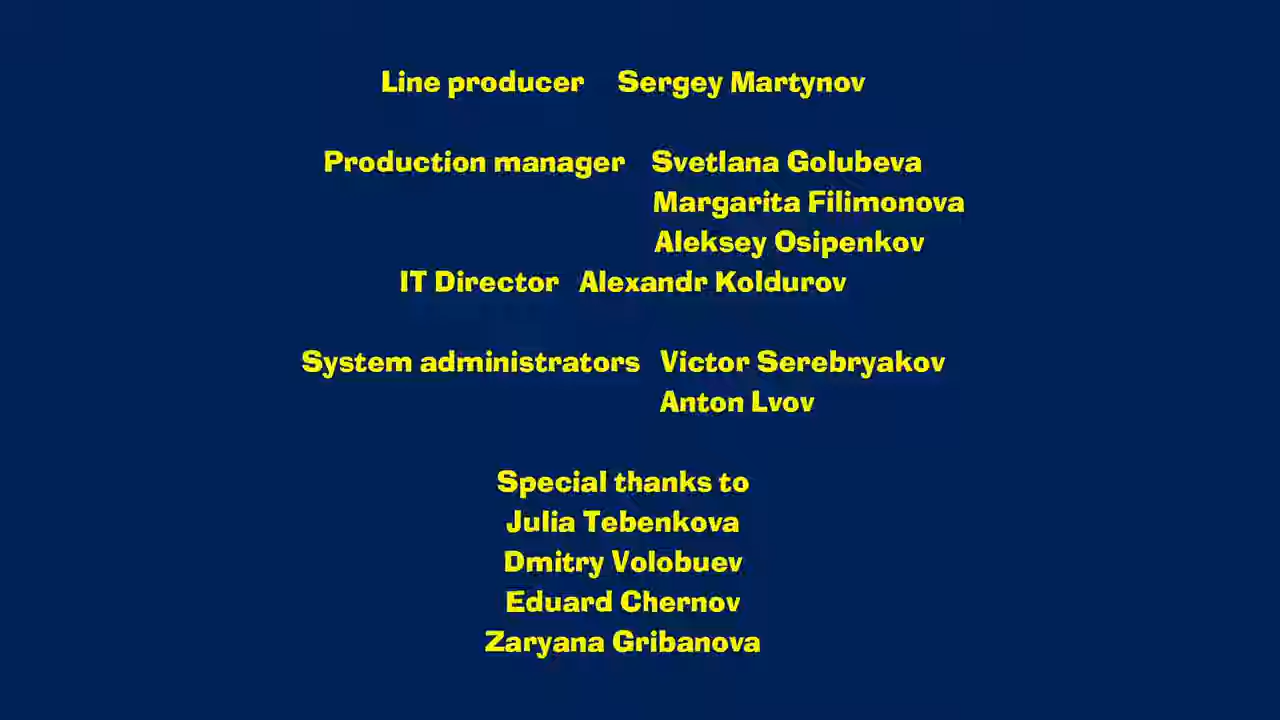 Line producer Sergey Martynov
Production manager Svetlana Golubeva
Margarita Filimonova
Aleksey Osipenkov
IT Director Alexandr Koldurov
System administrators Victor Serebryakov
Anton Lvov
Special thanks to
Julia Tebenkova
Dmitry Volobuev
Eduard Chernov
Zaryana Gribanova